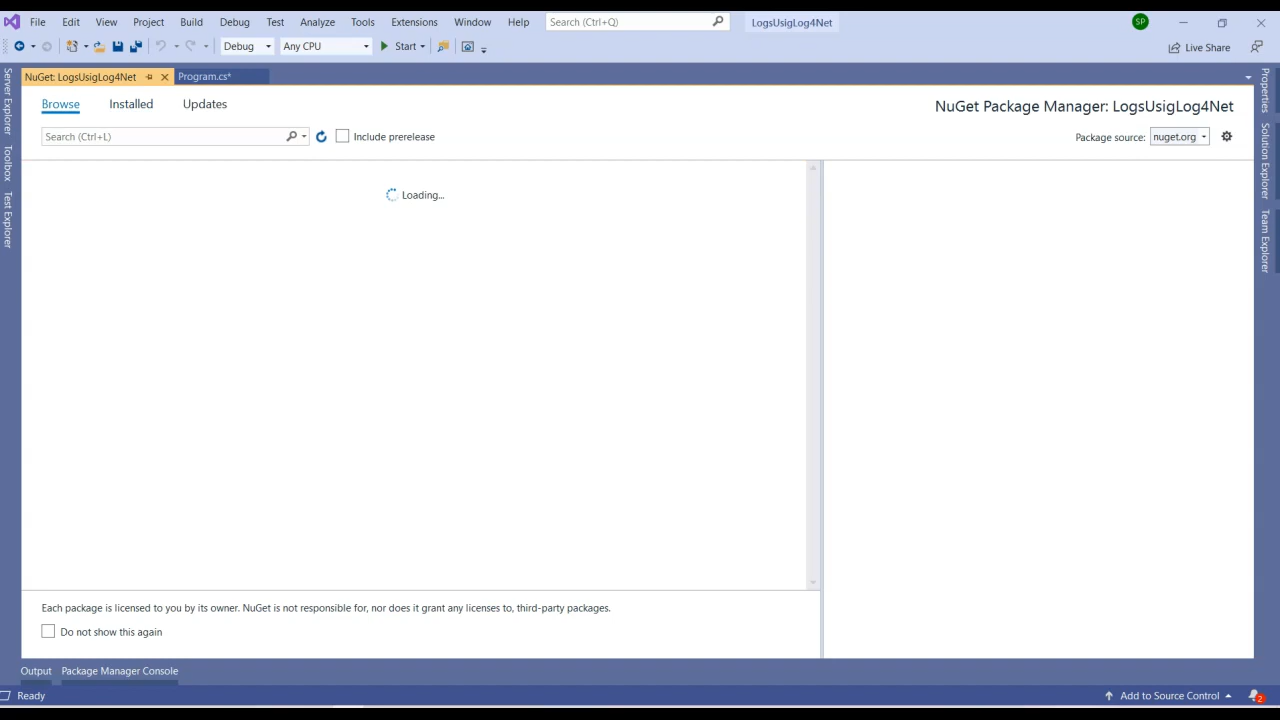 File Edit View Project Build Debug Test Analyze Tools Extensions Window Help Search (Ctrl+Q) LogsUsigLog4Net SP
Debug Any CPU Start Live Share
NuGet: LogsUsigLog4Net Program.cs*
Server Explorer
Toolbox
Test Explorer
Browse Installed Updates NuGet Package Manager: LogsUsigLog4Net
Search (Ctrl+L) Include prerelease Package source: nuget.org
Loading...
Properties
Solution Explorer
Team Explorer
Each package is licensed to you by its owner. NuGet is not responsible for, nor does it grant any licenses to, third-party packages.
Do not show this again
Output Package Manager Console
Ready Add to Source Control 2